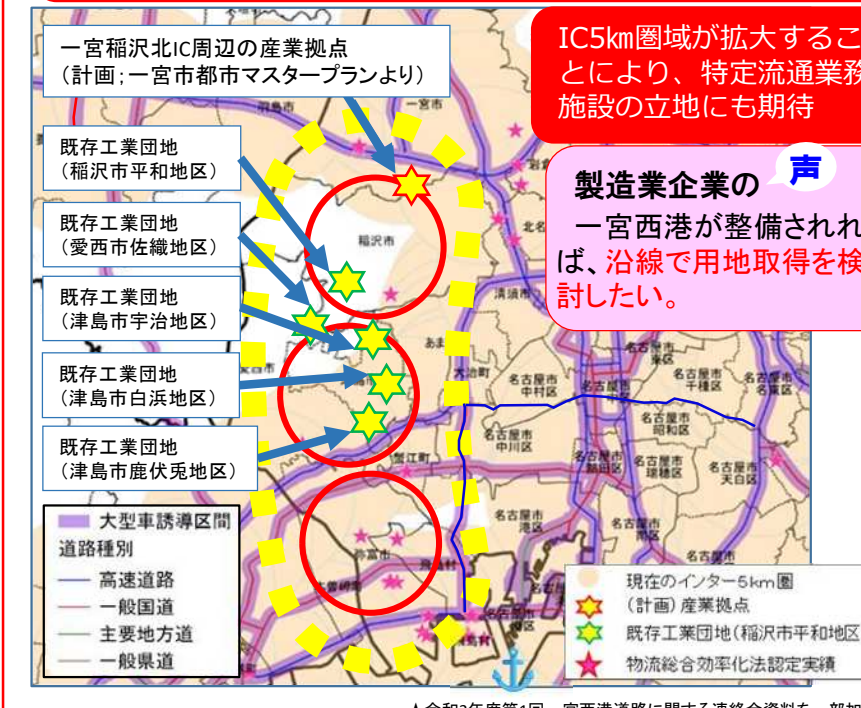 一宮稲沢北IC周辺の産業拠点
(計画;一宮市都市マスタープランより)
IC5㎞圏域が拡大するこ
とにより、特定流通業務
施設の立地にも期待
既存工業団地
(稲沢市平和地区)
既存工業団地
(愛西市佐織地区)
既存工業団地
(津島市宇治地区)
既存工業団地
(津島市白浜地区)
既存工業団地
(津島市鹿伏兎地区)
製造業企業の
声
一宮西港が整備されれ
ば、沿線で用地取得を検
討したい。
羽島市
一宮市
稲沢市
清須市
大治町
名古屋市
中村区
名古屋市
千種区
名古屋市
昭和区
名古屋市
中川区
名古屋市
瑞穂区
名古屋市
天白区
蟹江町
名古屋市
港区
弥富市
飛島村
大型車誘導区間
道路種別
高速道路
一般国道
主要地方道
一般県道
現在のインター5km圏
(計画)産業拠点
既存工業団地(稲沢市平和地区
物流総合効率化法認定実績